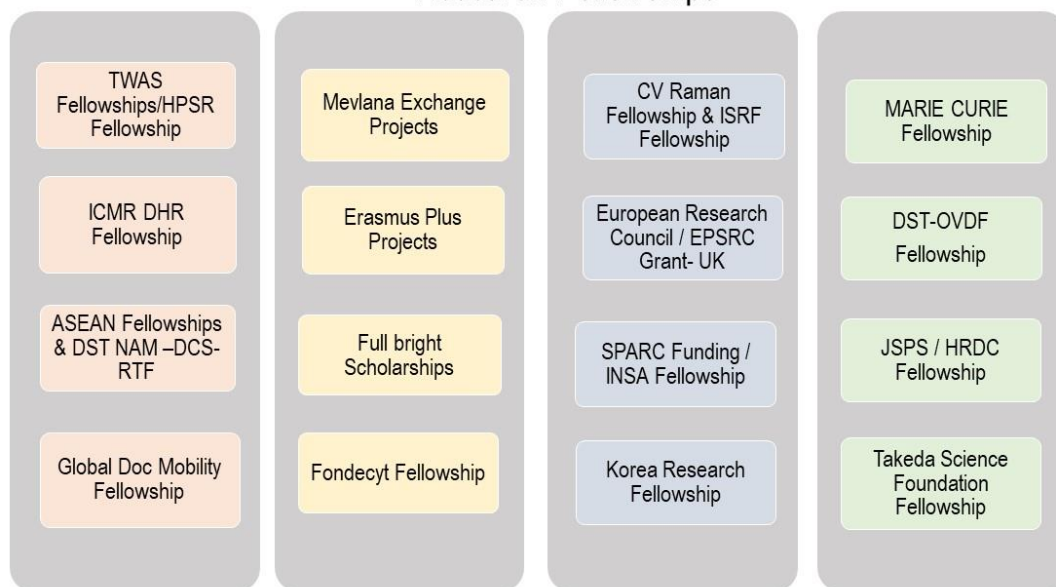 TWAS
Fellowships/HPSR
Fellowship
ICMR DHR
Fellowship
ASEAN Fellowships
& DST NAM –DCS-
RTF
Global Doc Mobility
Fellowship
Mevlana Exchange
Projects
Erasmus Plus
Projects
Full bright
Scholarships
Fondecyt Fellowship
CV Raman
Fellowship & ISRF
Fellowship
European Research
Council / EPSRC
Grant- UK
SPARC Funding /
INSA Fellowship
Korea Research
Fellowship
MARIE CURIE
Fellowship
DST-OVDF
Fellowship
JSPS / HRDC
Fellowship
Takeda Science
Foundation
Fellowship